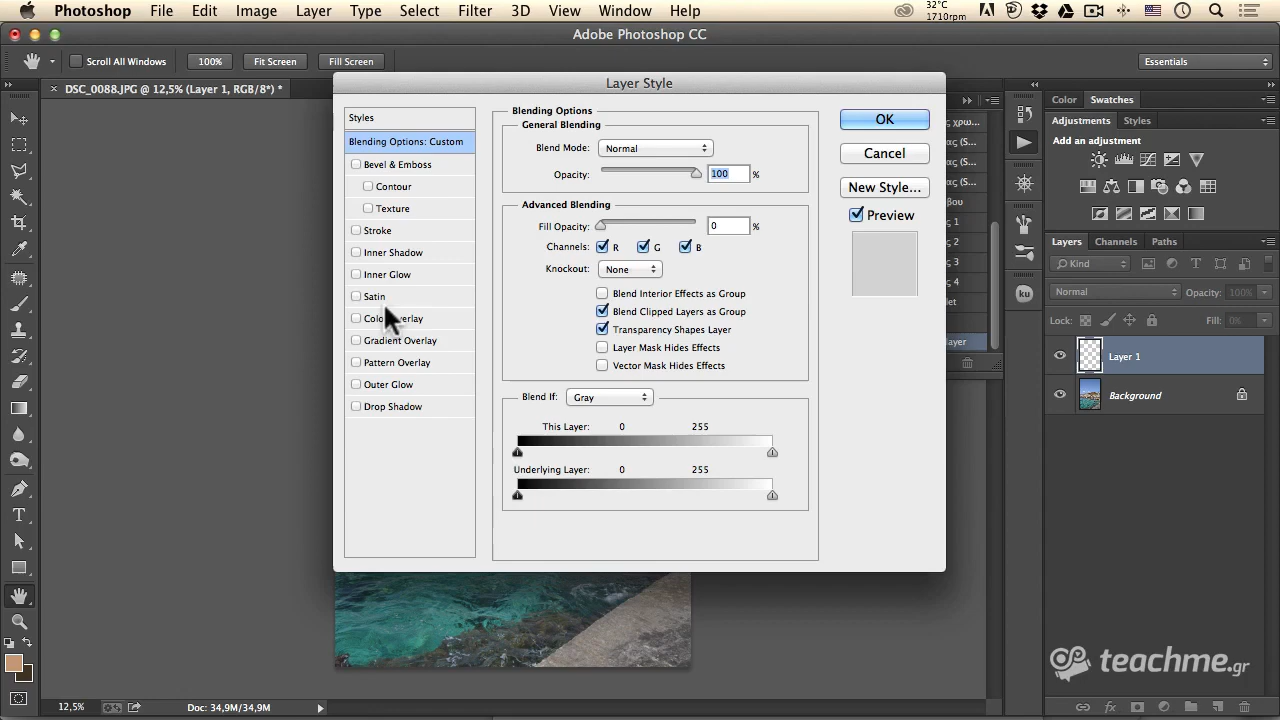 Photoshop File Edit Image Layer Type Select Filter 3D View Window Help
32°C
1710rpm
Adobe Photoshop CC
Scroll All Windows 100% Fit Screen Fill Screen Essentials
DSC_0088.JPG @ 12,5% (Layer 1, RGB/8*) *
Layer Style
Styles
Blending Options: Custom
Bevel & Emboss
Contour
Texture
Stroke
Inner Shadow
Inner Glow
Satin
Color Overlay
Gradient Overlay
Pattern Overlay
Outer Glow
Drop Shadow
Blending Options
General Blending
Blend Mode: Normal
Opacity: 100 %
Advanced Blending
Fill Opacity: 0 %
Channels: R G B
Knockout: None
Blend Interior Effects as Group
Blend Clipped Layers as Group
Transparency Shapes Layer
Layer Mask Hides Effects
Vector Mask Hides Effects
Blend If: Gray
This Layer: 0 255
Underlying Layer: 0 255
OK
Cancel
New Style...
Preview
Color Swatches
Adjustments Styles
Add an adjustment
Layers Channels Paths
Kind
Normal Opacity: 100%
Lock: Fill: 0%
Layer 1
Background
ku
teachme.gr
12,5% Doc: 34,9M/34,9M